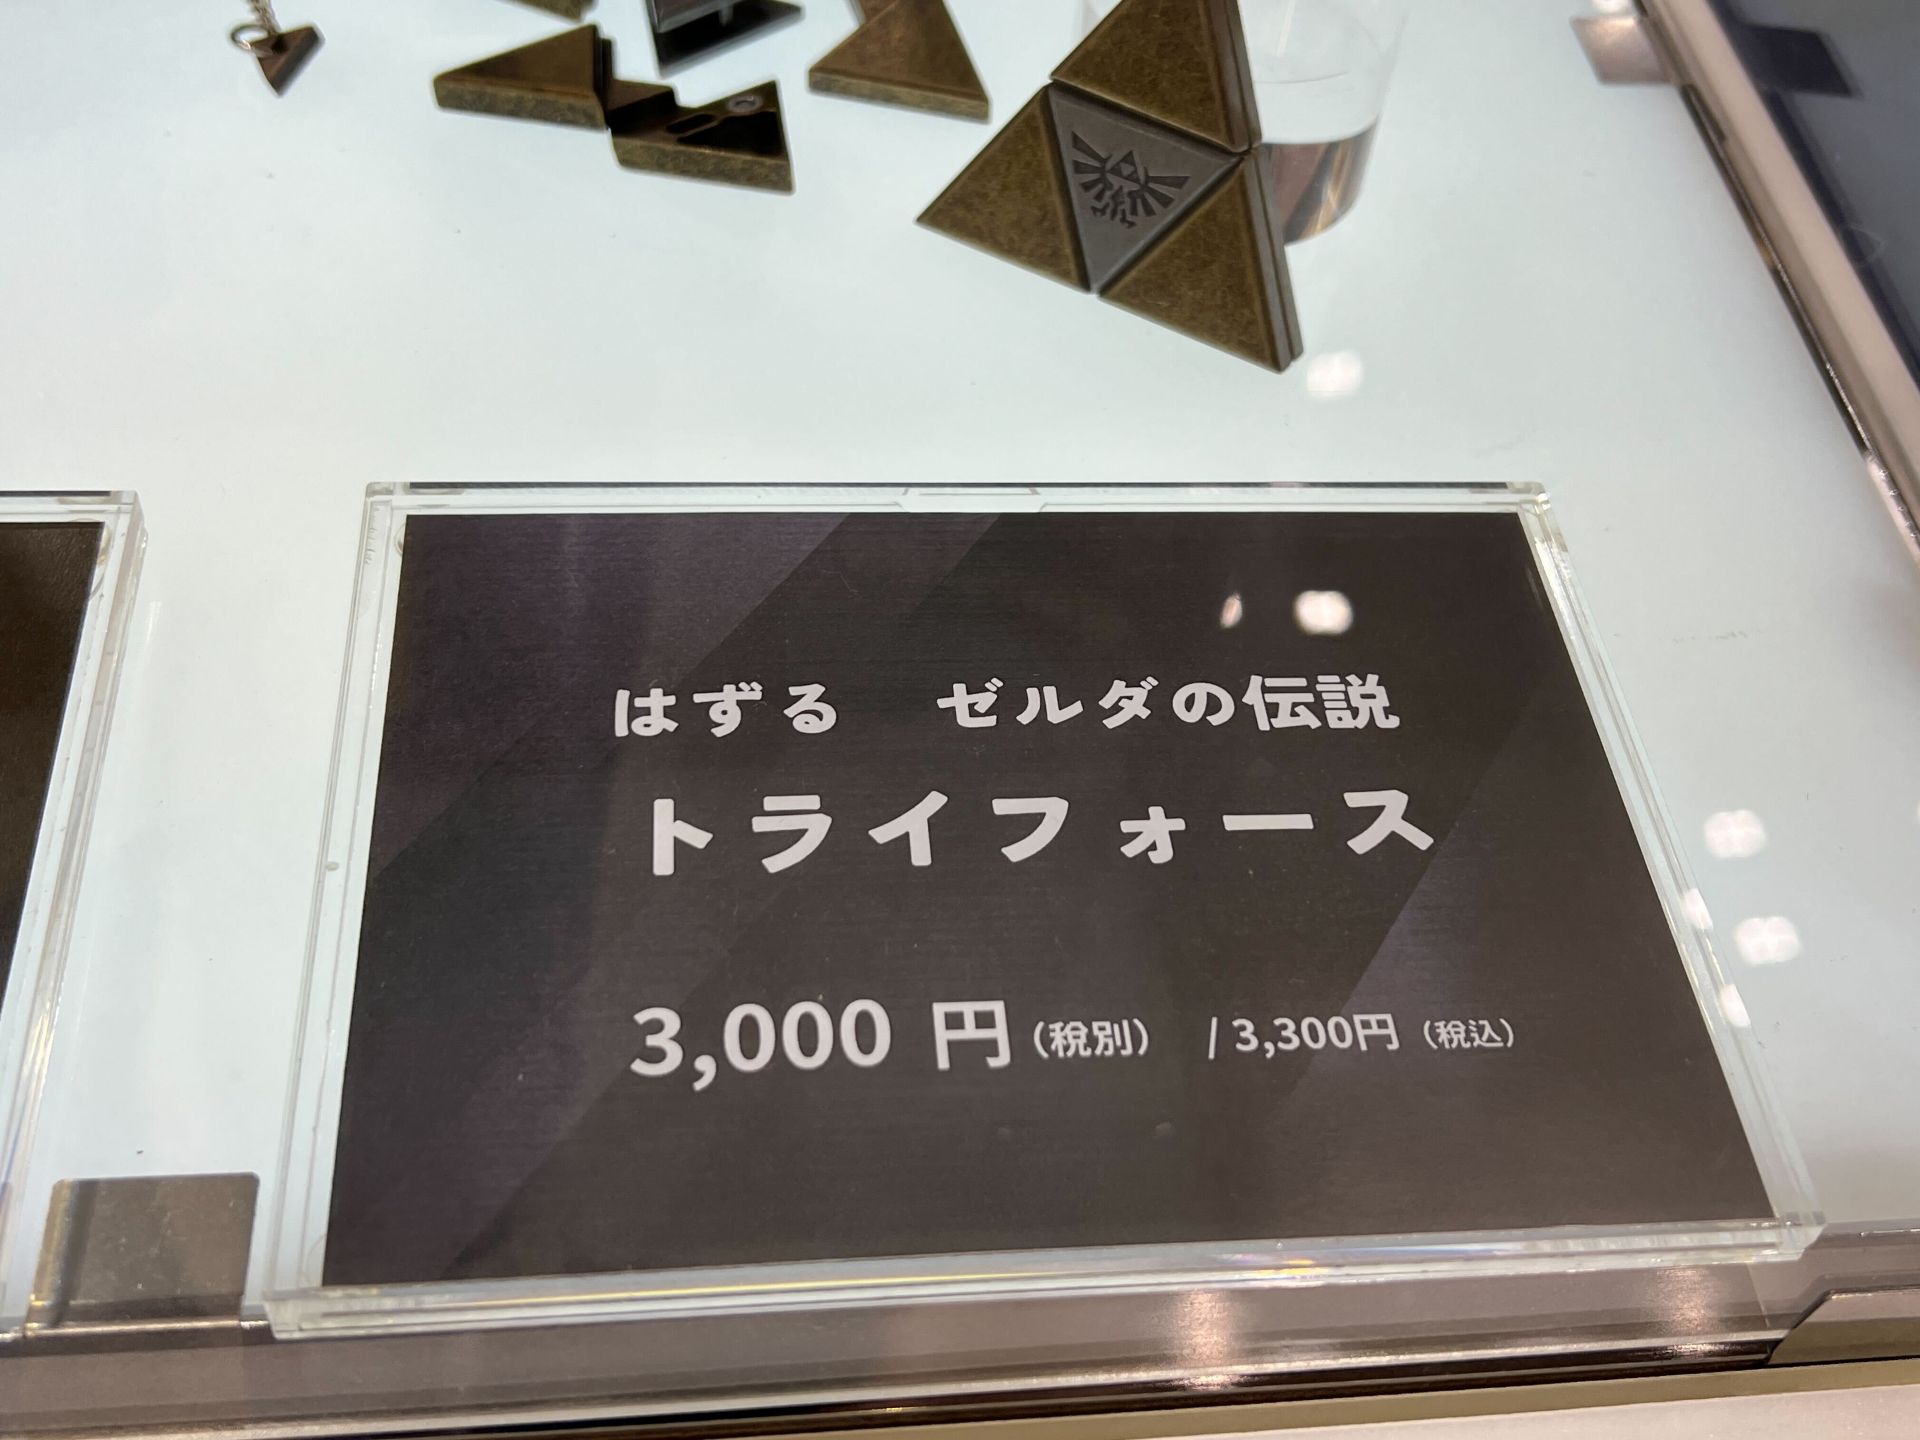 はずる　ゼルダの伝説
トライフォース
3,000 円（税別）　/ 3,300円（税込）